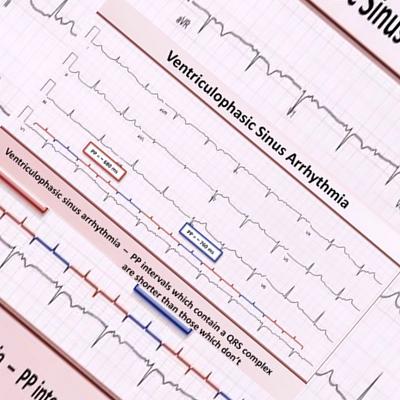 Sinus
aVR
Ventriculophasic Sinus Arrhythmia
PP = ~680 ms
PP = ~760 ms
Ventriculophasic sinus arrhythmia – PP intervals which contain a QRS complex
are shorter than those which don't
– PP inte